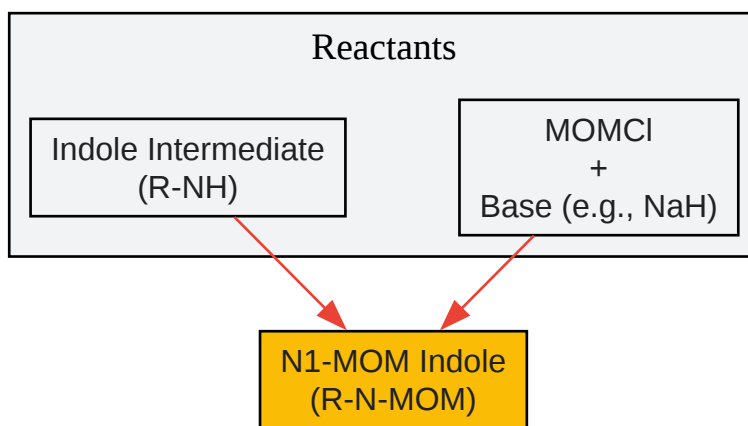 Reactants
Indole Intermediate
(R-NH)
MOMCl
+
Base (e.g., NaH)
N1-MOM Indole
(R-N-MOM)